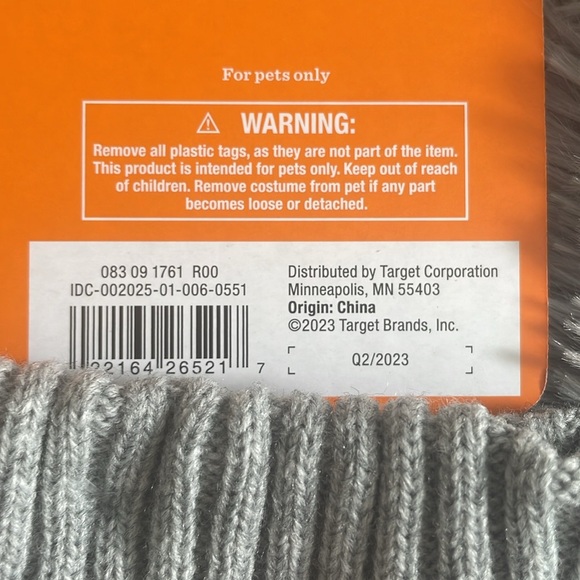 For pets only
⚠ WARNING:
Remove all plastic tags, as they are not part of the item.
This product is intended for pets only. Keep out of reach
of children. Remove costume from pet if any part
becomes loose or detached.
083 09 1761 R00
IDC-002025-01-006-0551
22164 26521 7
Distributed by Target Corporation
Minneapolis, MN 55403
Origin: China
©2023 Target Brands, Inc.
Q2/2023